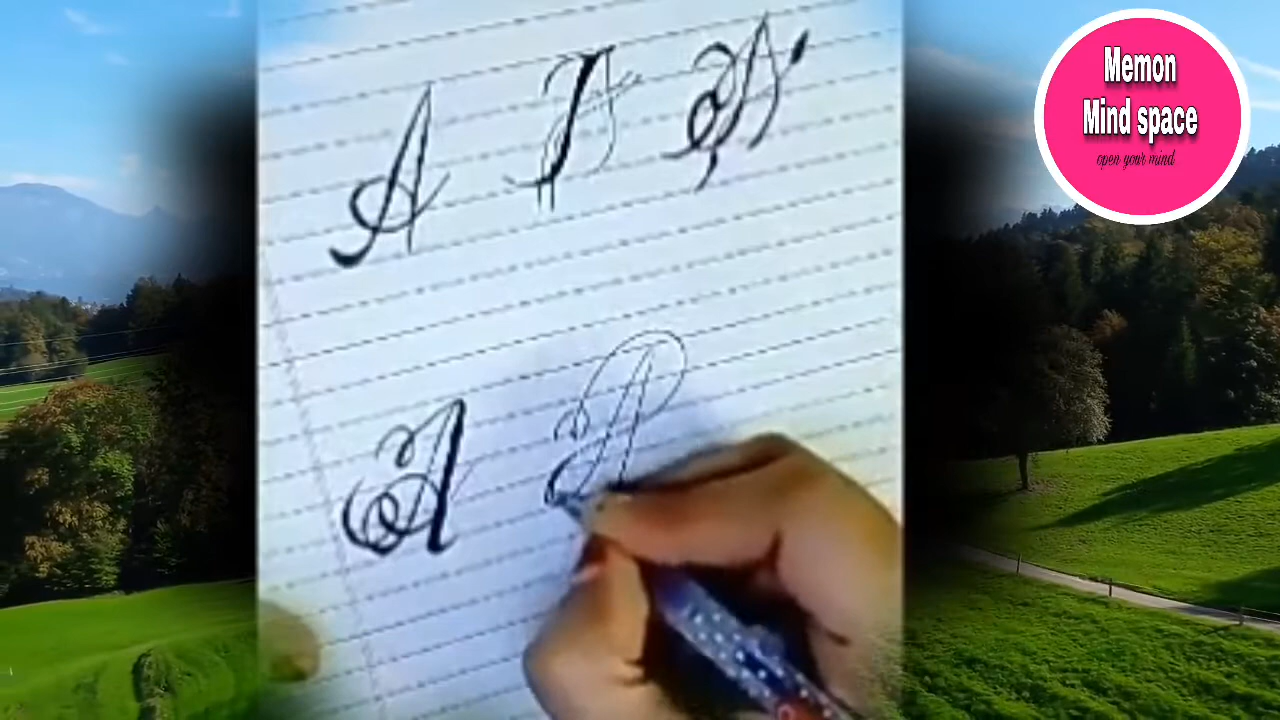 A A A
A A
Memon
Mind space
open your mind